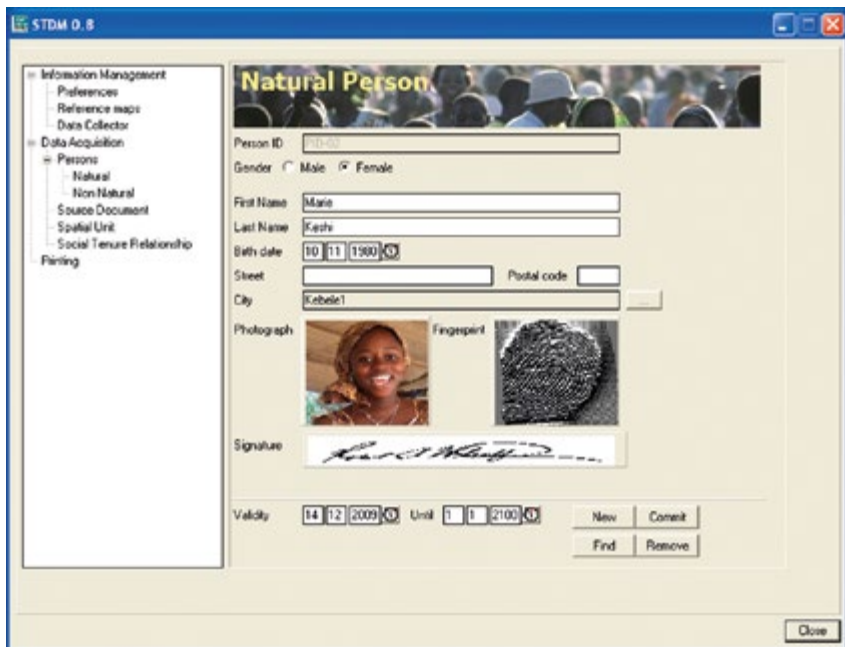 STDM 0.8
Information Management
Preferences
Reference maps
Data Collector
Data Acquisition
Persons
Natural
Non Natural
Source Document
Spatial Unit
Social Tenure Relationship
Printing
Natural Person
Person ID PID-02
Gender Male Female
First Name Marie
Last Name Keshi
Birth date 10 11 1980
Street Postal code
City Kebele1 ...
Photograph Fingerprint
Signature
Validity 14 12 2009 Until 1 1 2100 New Commit
Find Remove
Close